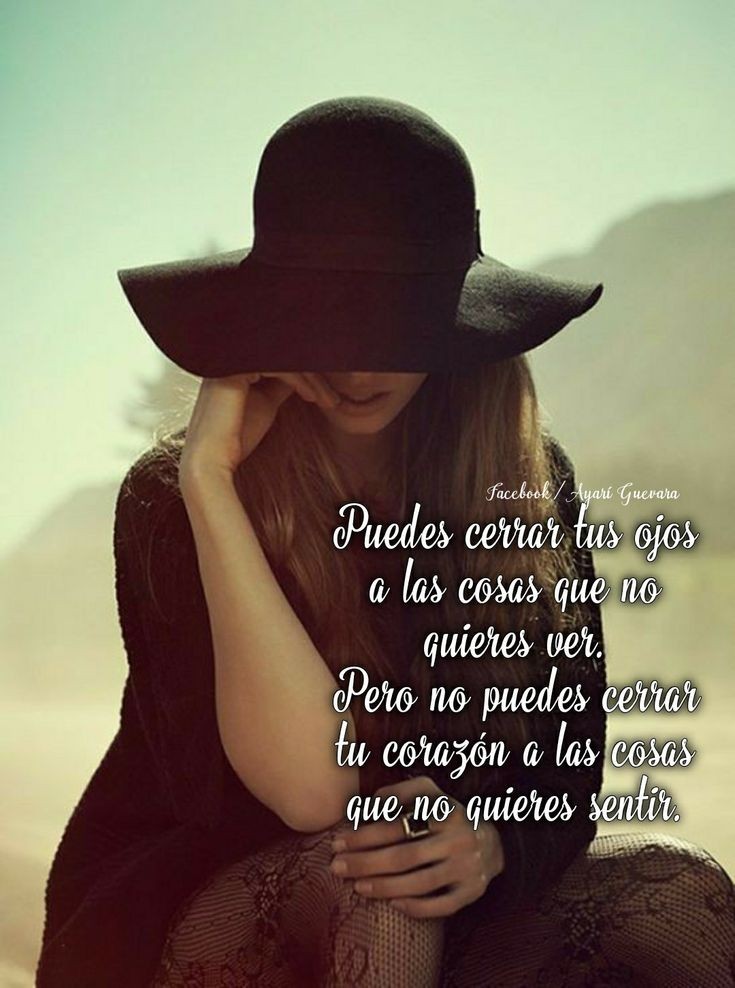 Facebook / Ayarí Guevara
Puedes cerrar tus ojos
a las cosas que no
quieres ver.
Pero no puedes cerrar
tu corazón a las cosas
que no quieres sentir.